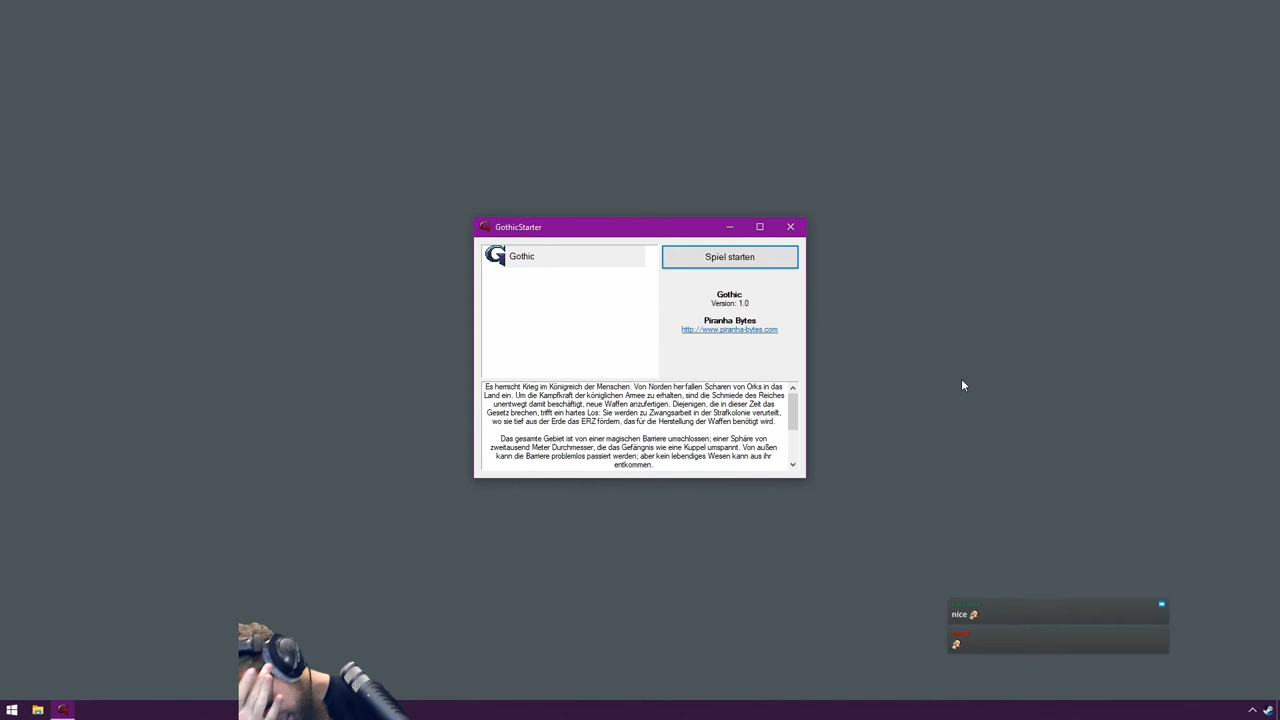 GothicStarter
Gothic
Spiel starten
Gothic
Version: 1.0
Piranha Bytes
http://www.piranha-bytes.com
Es herrscht Krieg im Königreich der Menschen. Von Norden her fallen Scharen von Orks in das
Land ein. Um die Kampfkraft der königlichen Armee zu erhalten, sind die Schmiede des Reiches
unentwegt damit beschäftigt, neue Waffen anzufertigen. Diejenigen, die in dieser Zeit das
Gesetz brechen, trifft ein hartes Los: Sie werden zu Zwangsarbeit in der Strafkolonie verurteilt,
wo sie tief aus der Erde das ERZ fördern, das für die Herstellung der Waffen benötigt wird.
Das gesamte Gebiet ist von einer magischen Barriere umschlossen; einer Sphäre von
zweitausend Meter Durchmesser, die das Gefängnis wie eine Kuppel umspannt. Von außen
kann die Barriere problemlos passiert werden; aber kein lebendiges Wesen kann aus ihr
entkommen.
nice